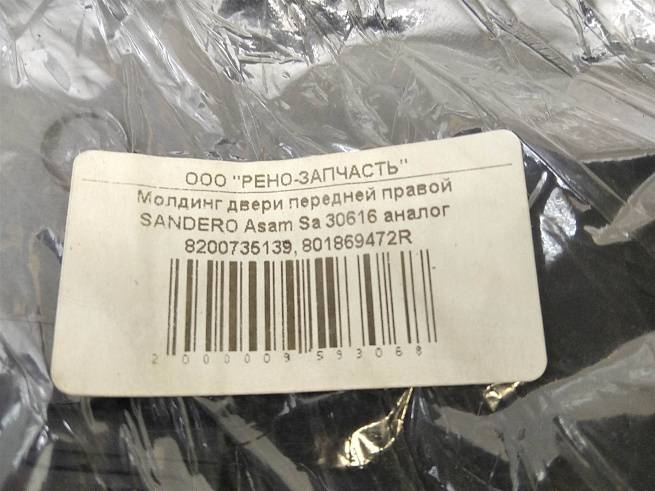 ООО "РЕНО-ЗАПЧАСТЬ"
Молдинг двери передней правой
SANDERO Asam Sa 30616 аналог
8200735139, 801869472R
2000009593068